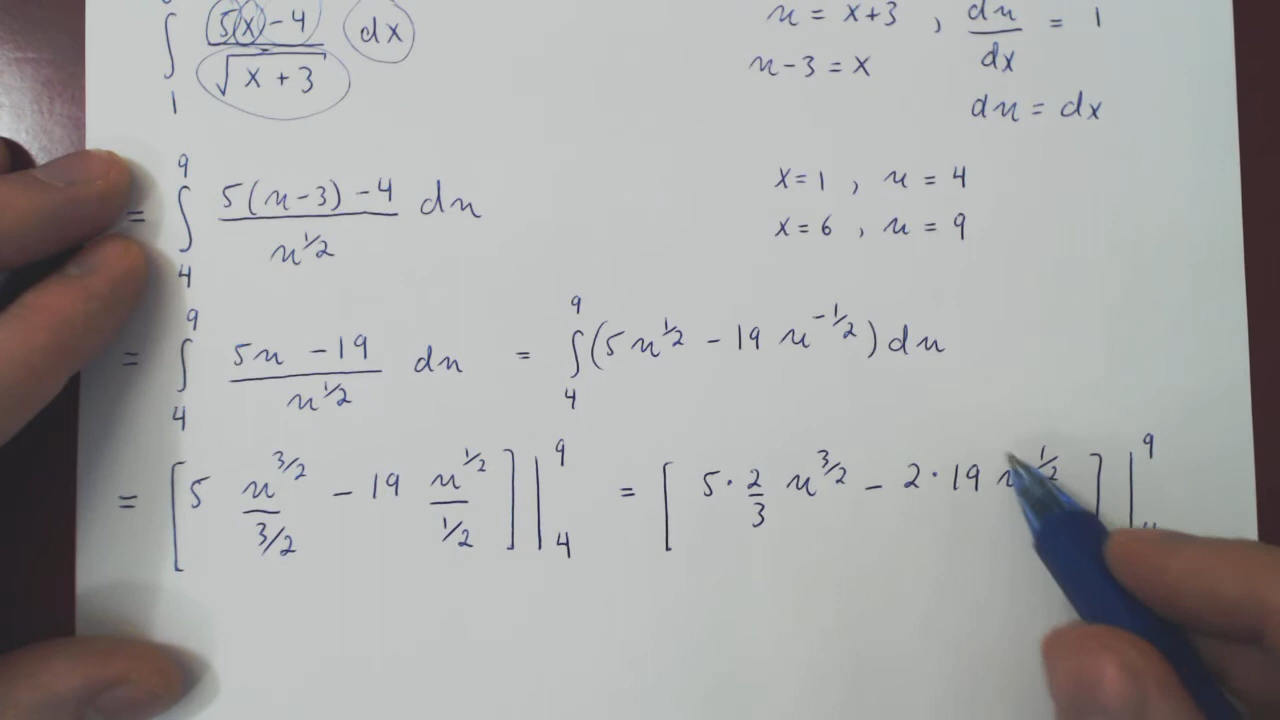 ∫ 1 (5x-4)/√(x+3) dx
u = x+3 , du/dx = 1
u-3 = x
du = dx
= ∫ 4 9 (5(u-3)-4)/u^1/2 du
x=1 , u = 4
x=6 , u = 9
= ∫ 4 9 (5u-19)/u^1/2 du = ∫ 4 9 (5u^1/2 - 19 u^-1/2) du
= [5 u^3/2/(3/2) - 19 u^1/2/(1/2)] | 4 9 = [5·2/3 u^3/2 - 2·19 u^1/2] | 9